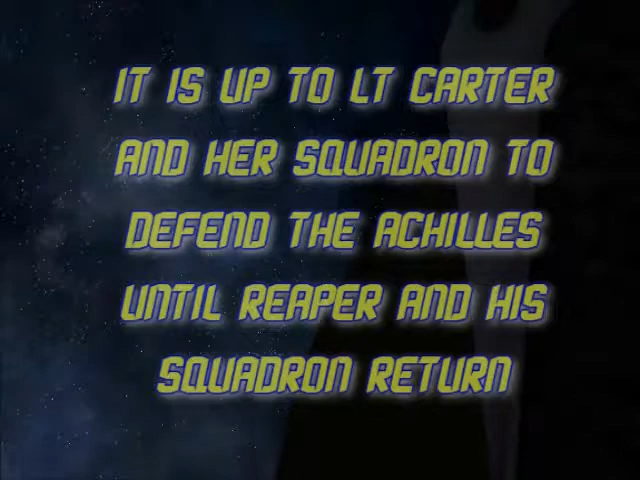 IT IS UP TO LT CARTER
AND HER SQUADRON TO
DEFEND THE ACHILLES
UNTIL REAPER AND HIS
SQUADRON RETURN